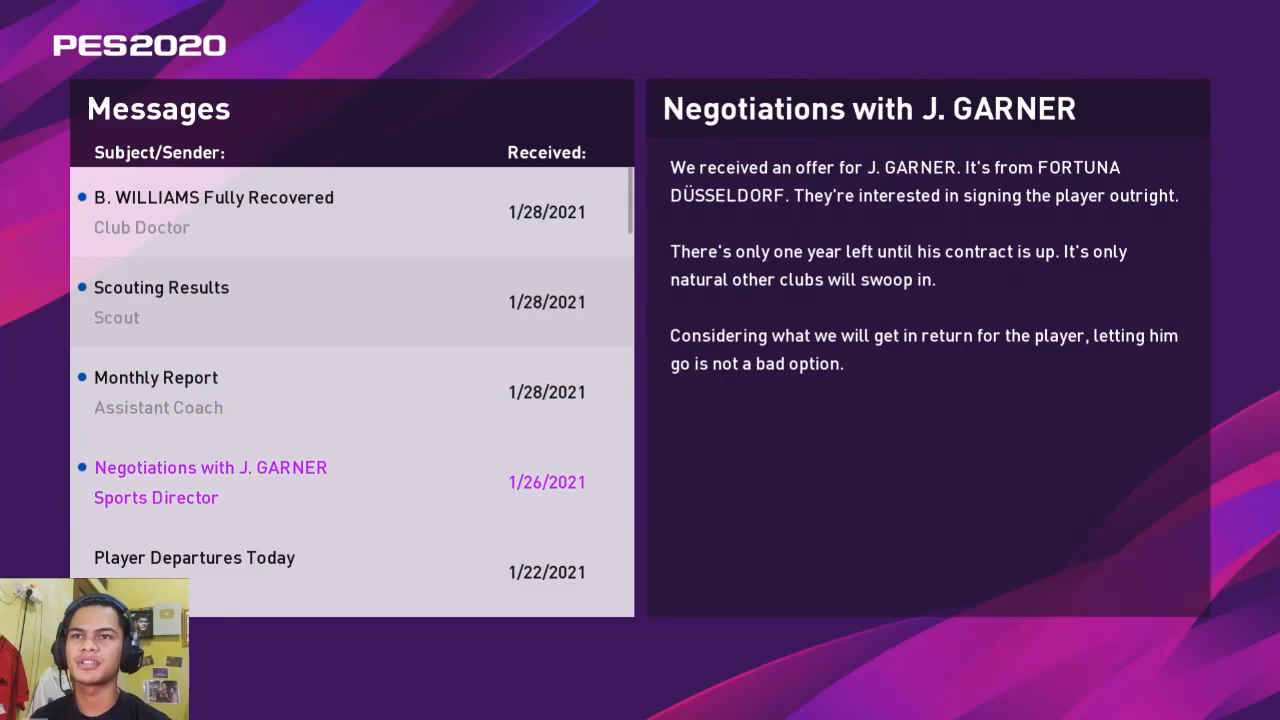 PES2020
Messages
Subject/Sender: Received:
B. WILLIAMS Fully Recovered
Club Doctor
1/28/2021
Scouting Results
Scout
1/28/2021
Monthly Report
Assistant Coach
1/28/2021
Negotiations with J. GARNER
Sports Director
1/26/2021
Player Departures Today
1/22/2021
Negotiations with J. GARNER
We received an offer for J. GARNER. It's from FORTUNA
DÜSSELDORF. They're interested in signing the player outright.
There's only one year left until his contract is up. It's only
natural other clubs will swoop in.
Considering what we will get in return for the player, letting him
go is not a bad option.